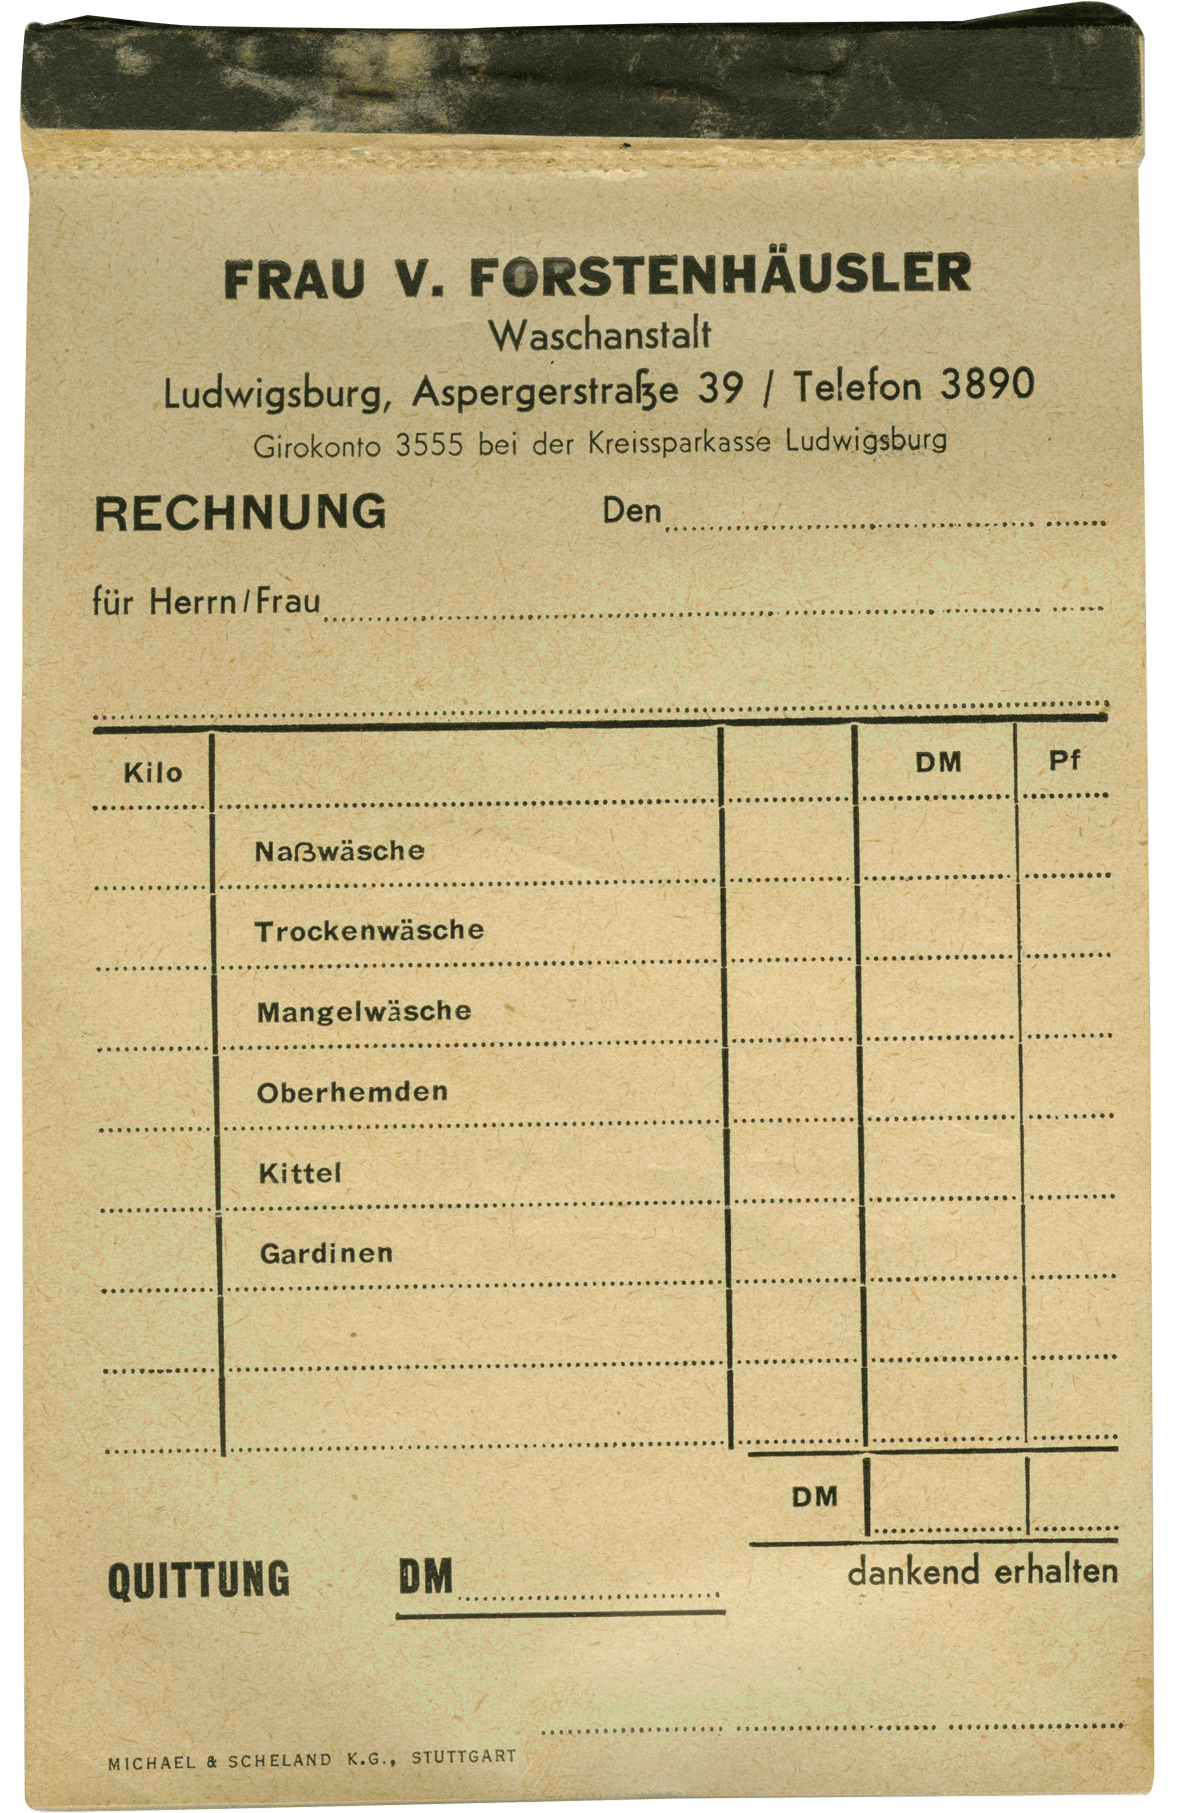 FRAU V. FORSTENHÄUSLER
Waschanstalt
Ludwigsburg, Aspergerstraße 39 / Telefon 3890
Girokonto 3555 bei der Kreissparkasse Ludwigsburg
RECHNUNG Den
für Herrn/Frau
Kilo DM Pf
Naßwäsche
Trockenwäsche
Mangelwäsche
Oberhemden
Kittel
Gardinen
DM
QUITTUNG DM dankend erhalten
MICHAEL & SCHELAND K.G., STUTTGART